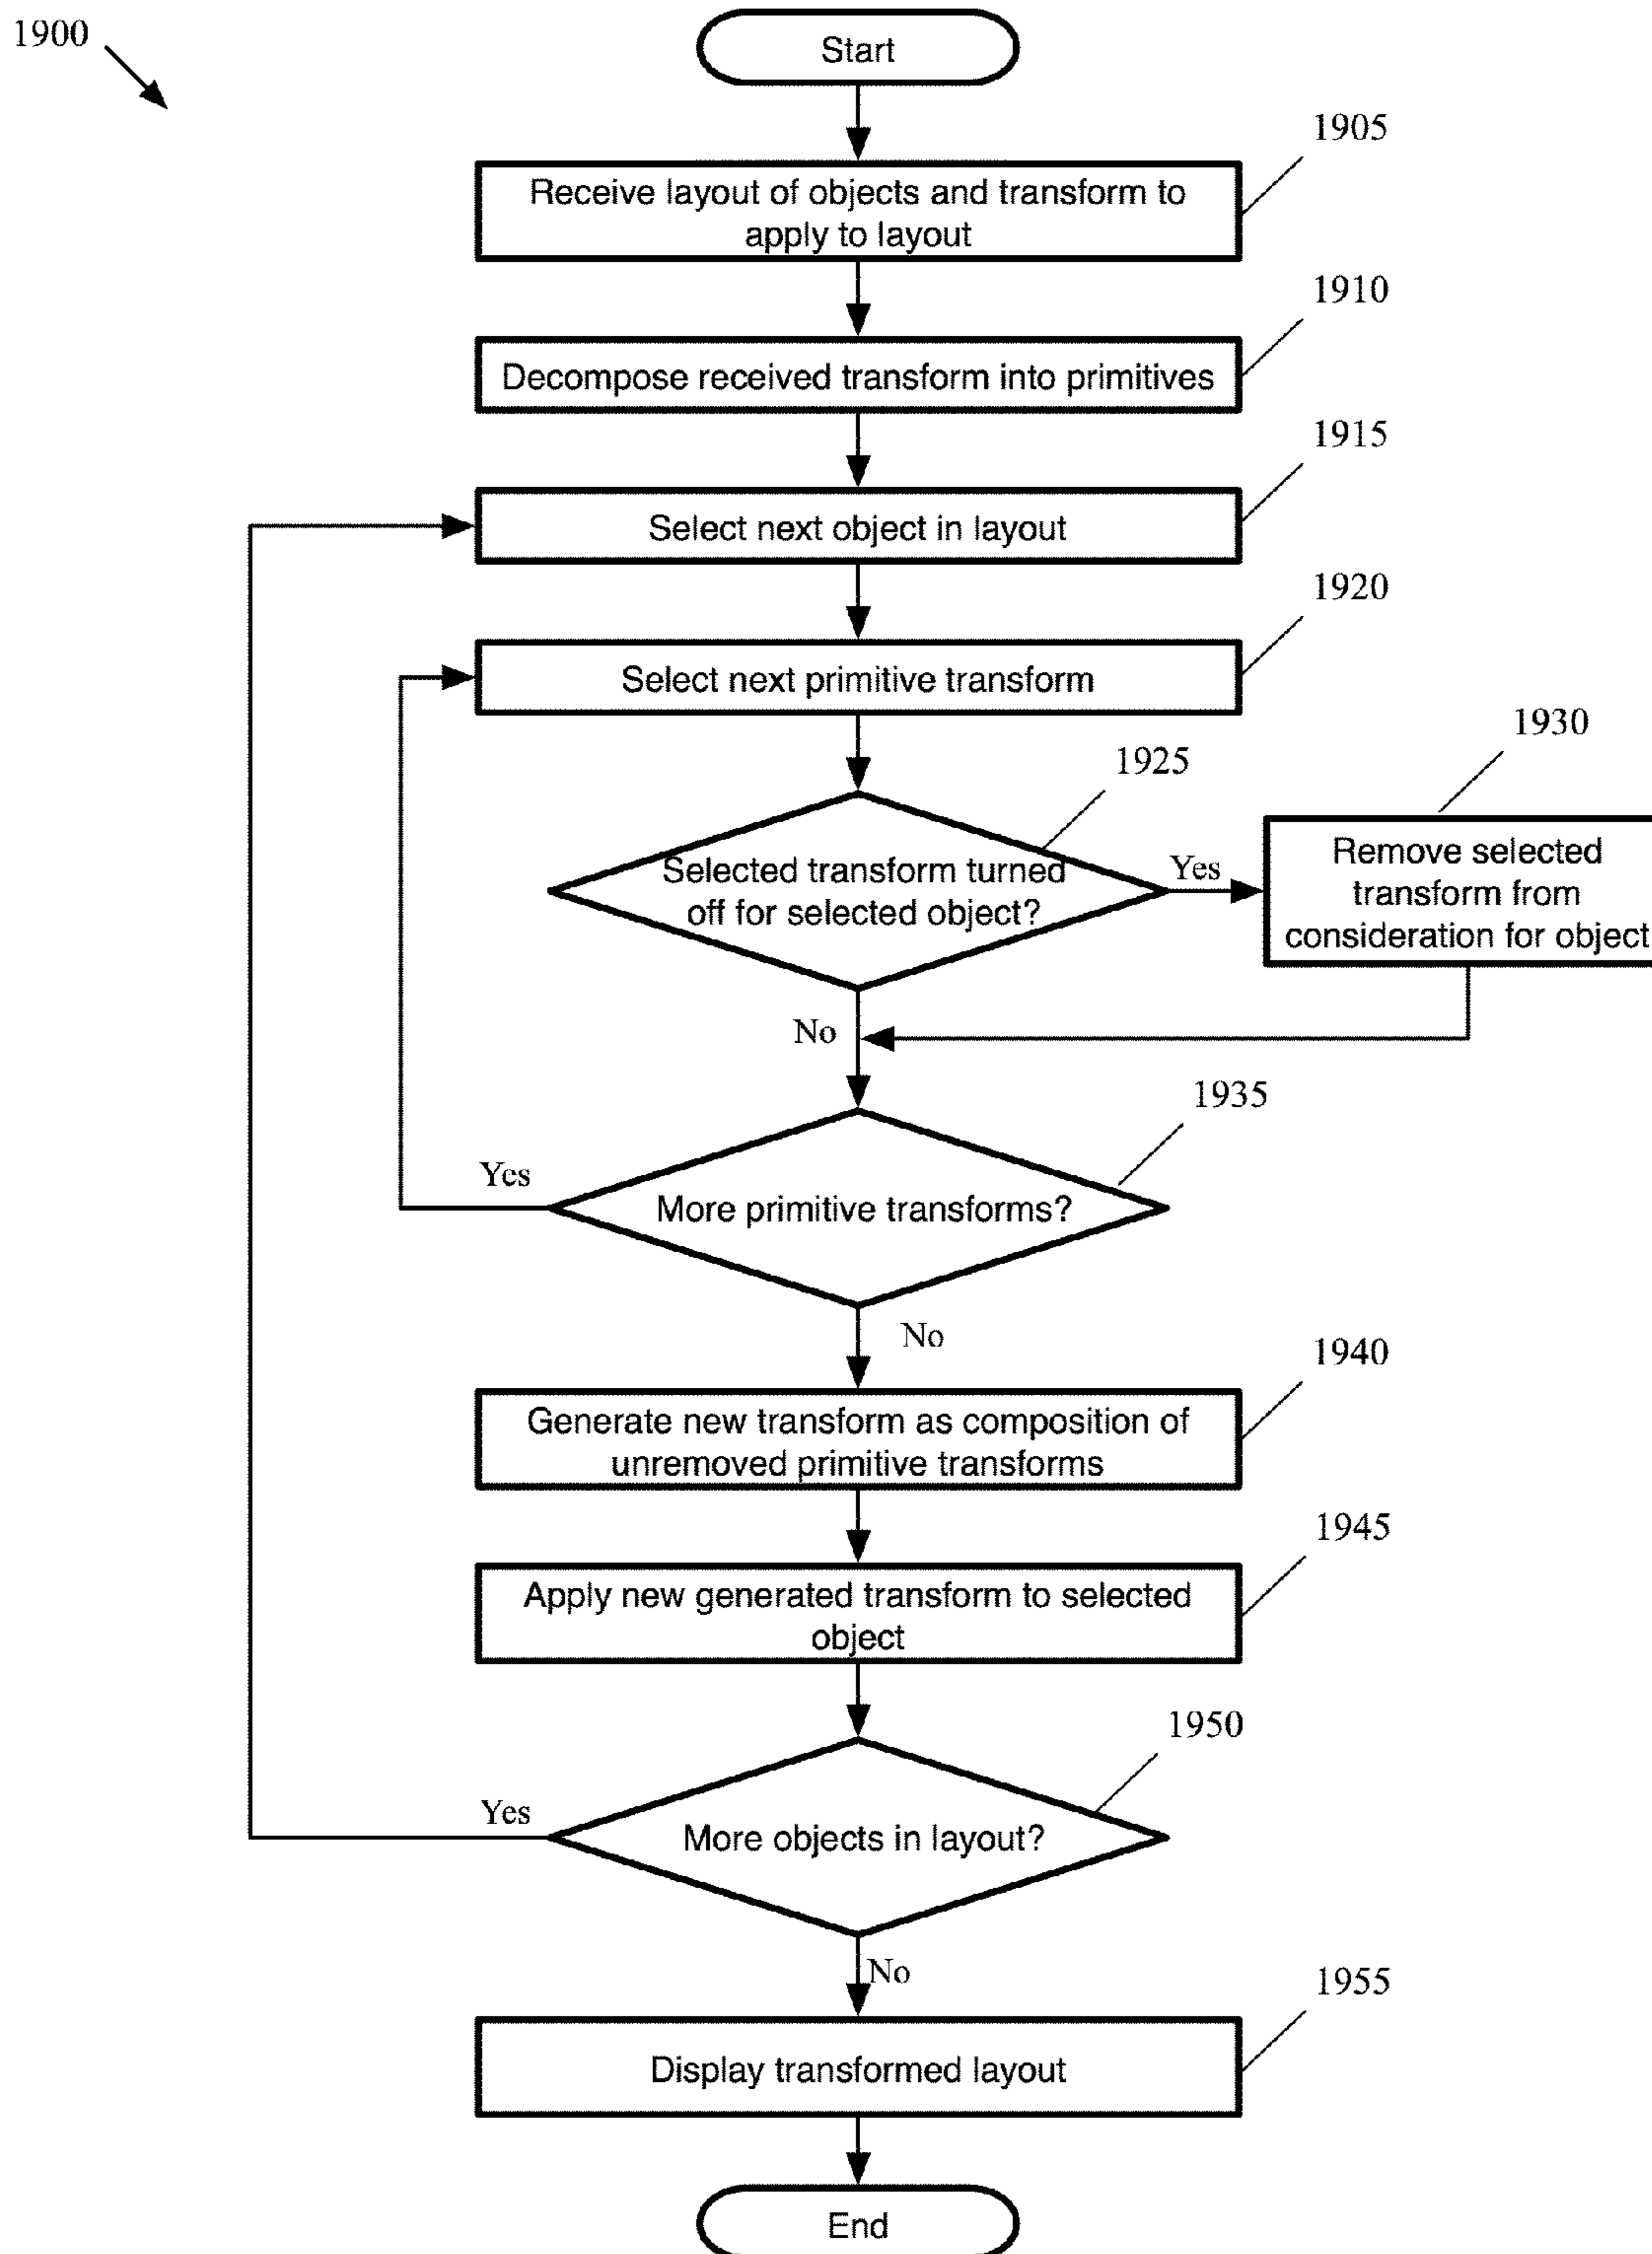 1900
Start
1905
Receive layout of objects and transform to
apply to layout
1910
Decompose received transform into primitives
1915
Select next object in layout
1920
Select next primitive transform
1925
1930
Selected transform turned
off for selected object?
Yes
Remove selected
transform from
consideration for object
No
1935
Yes
More primitive transforms?
No
1940
Generate new transform as composition of
unremoved primitive transforms
1945
Apply new generated transform to selected
object
1950
Yes
More objects in layout?
No
1955
Display transformed layout
End